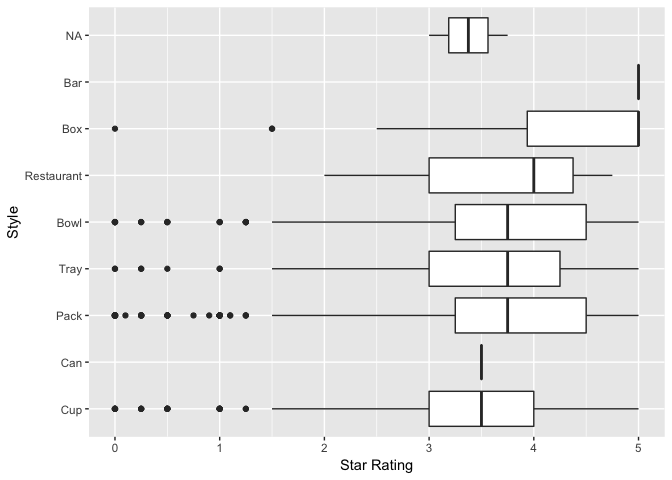 NA
Bar
Box
Restaurant
Bowl
Tray
Pack
Can
Cup
Style
0 1 2 3 4 5
Star Rating